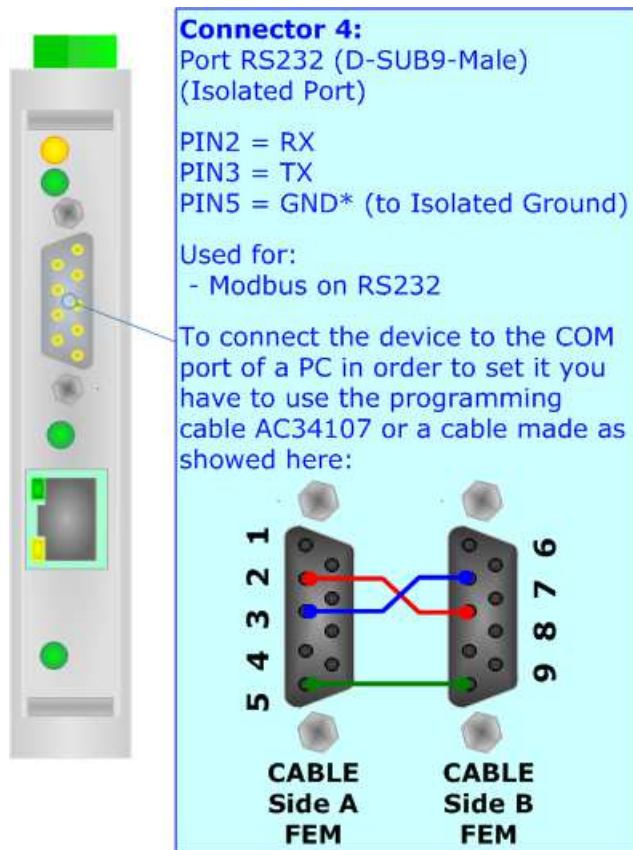 Connector 4:
Port RS232 (D-SUB9-Male)
(Isolated Port)
PIN2 = RX
PIN3 = TX
PIN5 = GND* (to Isolated Ground)
Used for:
- Modbus on RS232
To connect the device to the COM
port of a PC in order to set it you
have to use the programming
cable AC34107 or a cable made as
showed here:
1
2
3
4
5
6
7
8
9
CABLE
Side A
FEM
CABLE
Side B
FEM